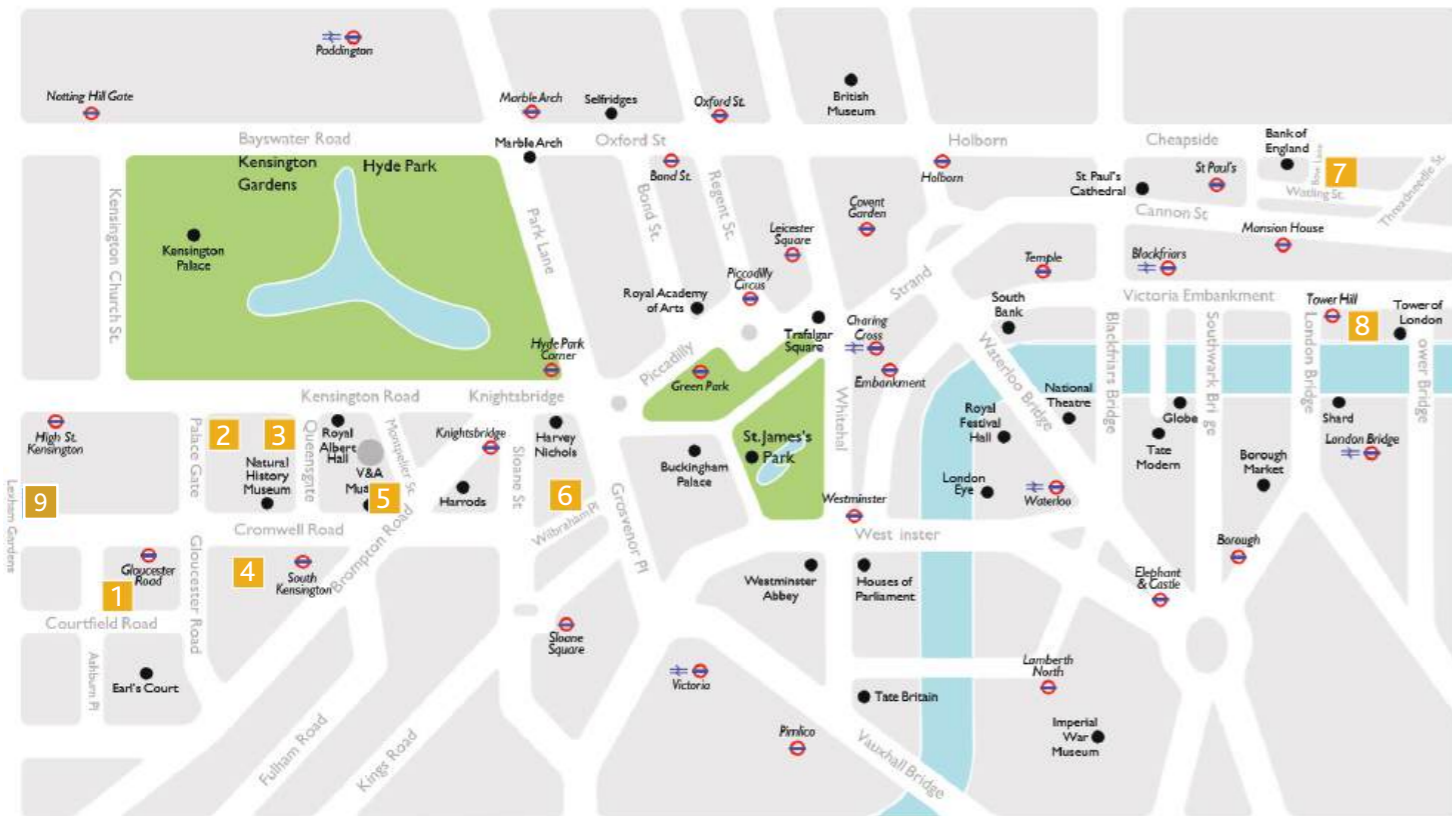 Paddington
Notting Hill Gate
Marble Arch
Selfridges
Oxford St.
British
Museum
Bayswater Road
Kensington
Gardens
Hyde Park
Marble Arch
Oxford St
Holborn
Cheapside
Bank of
England
Bow Lane
7
Bond St.
Holborn
St Paul's
Cathedral
St Paul's
Watling St.
Threadneedle St.
Kensington Church St.
Kensington
Palace
Park Lane
Bond St.
Regent St.
Leicester
Square
Covent
Garden
Cannon St
Mansion House
Piccadilly
Circus
Strand
Temple
Blackfriars
Royal Academy
of Arts
South
Bank
Victoria Embankment
Tower Hill
8
Tower of
London
Hyde Park
Corner
Piccadilly
Trafalgar
Square
Charing
Cross
Green Park
Embankment
Waterloo Bridge
Blackfriars Bridge
Southwark Bri ge
London Bridge
ower Bridge
Kensington Road
Knightsbridge
Whitehal
National
Theatre
Globe
Shard
High St.
Kensington
Palace Gate
2
3
Queensgate
Royal
Albert
Hall
Montpelier St.
Knightsbridge
Sloane St
Harvey
Nichols
St. James's
Park
Royal
Festival
Hall
Tate
Modern
London Bridge
Natural
History
Museum
V&A
Mus
5
Harrods
6
Buckingham
Palace
London
Eye
Waterloo
Borough
Market
Lexham Gardens
9
Cromwell Road
Brompton Road
Wilbraham Pl
Grosvenor Pl
Westminster
West inster
Borough
Gloucester
Road
1
Gloucester Road
4
South
Kensington
Westminster
Abbey
Houses of
Parliament
Elephant
& Castle
Courtfield Road
Sloane
Square
Ashburn Pl
Earl's Court
Victoria
Lamberth
North
Tate Britain
Fulham Road
Kings Road
Pimlico
Vauxhall Bridge
Imperial
War
Museum